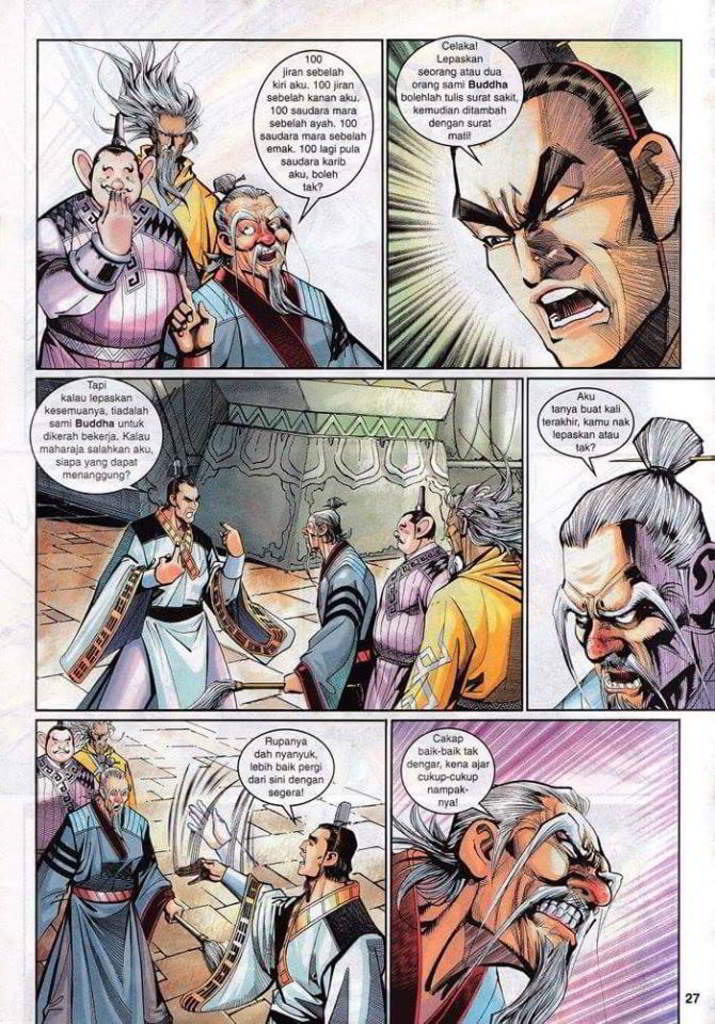 100
jiran sebelah
kiri aku. 100 jiran
sebelah kanan aku.
100 saudara mara
sebelah ayah. 100
saudara mara sebelah
emak. 100 lagi pula
saudara karib
aku, boleh
tak?
Celaka!
Lepaskan
seorang atau dua
orang sami Buddha
bolehlah tulis surat sakit,
kemudian ditambah
dengan surat
mati!
Tapi
kalau lepaskan
kesemuanya, tiadalah
sami Buddha untuk
dikerah bekerja. Kalau
maharaja salahkan aku,
siapa yang dapat
menanggung?
Aku
tanya buat kali
terakhir, kamu nak
lepaskan atau
tak?
Rupanya
dah nyanyuk,
lebih baik pergi
dari sini dengan
segera!
Cakap
baik-baik tak
dengar, kena ajar
cukup-cukup
nampak-
nya!
27